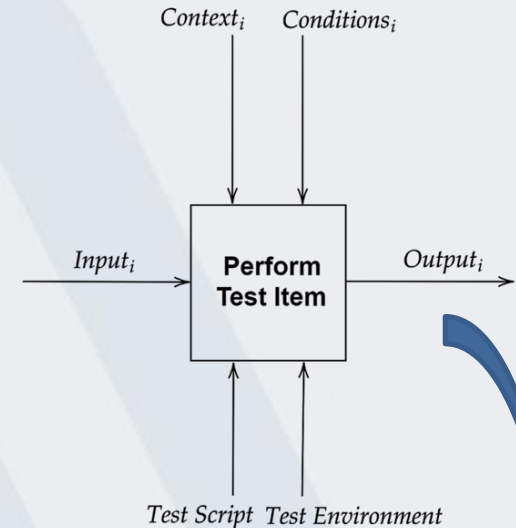 Context_i Conditions_i
Input_i
Perform
Test Item
Output_i
Test Script Test Environment